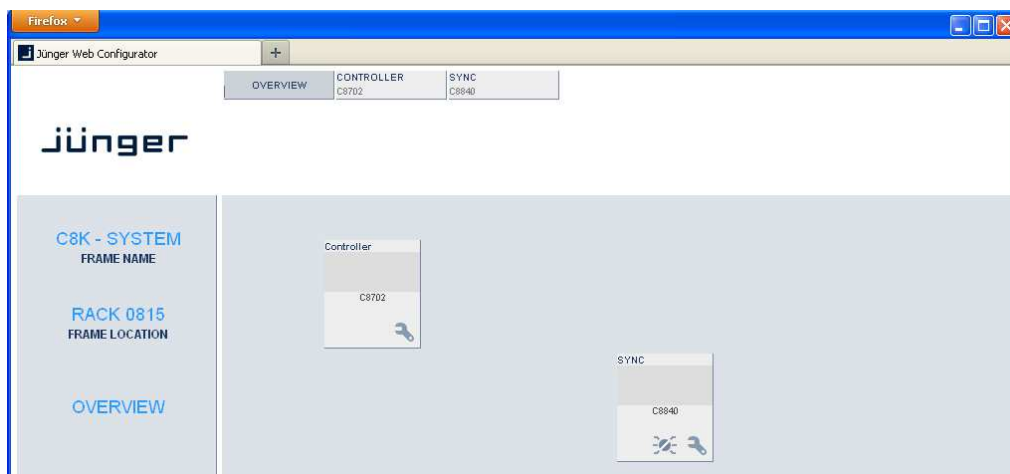 Firefox
Jünger Web Configurator
+
OVERVIEW
CONTROLLER
C8702
SYNC
C8840
jünger
C8K - SYSTEM
FRAME NAME
RACK 0815
FRAME LOCATION
OVERVIEW
Controller
C8702
SYNC
C8840